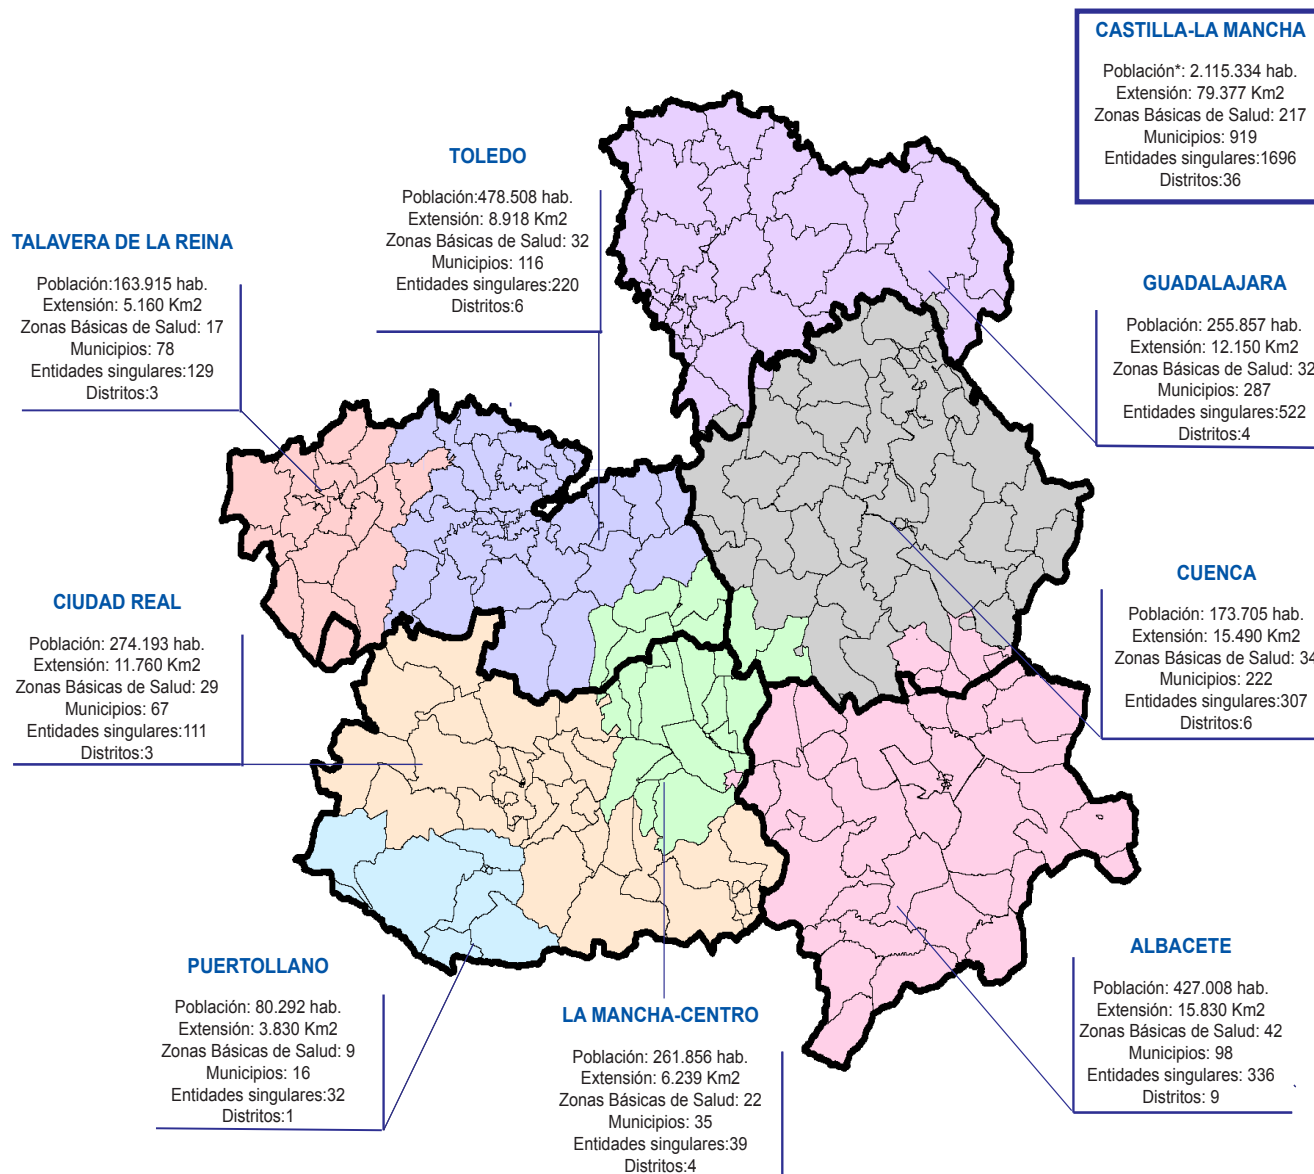 CASTILLA-LA MANCHA
Población*: 2.115.334 hab.
Extensión: 79.377 Km2
Zonas Básicas de Salud: 217
Municipios: 919
Entidades singulares:1696
Distritos:36
TOLEDO
Población:478.508 hab.
Extensión: 8.918 Km2
Zonas Básicas de Salud: 32
Municipios: 116
Entidades singulares:220
Distritos:6
TALAVERA DE LA REINA
Población:163.915 hab.
Extensión: 5.160 Km2
Zonas Básicas de Salud: 17
Municipios: 78
Entidades singulares:129
Distritos:3
GUADALAJARA
Población: 255.857 hab.
Extensión: 12.150 Km2
Zonas Básicas de Salud: 32
Municipios: 287
Entidades singulares:522
Distritos:4
CIUDAD REAL
Población: 274.193 hab.
Extensión: 11.760 Km2
Zonas Básicas de Salud: 29
Municipios: 67
Entidades singulares:111
Distritos:3
CUENCA
Población: 173.705 hab.
Extensión: 15.490 Km2
Zonas Básicas de Salud: 34
Municipios: 222
Entidades singulares:307
Distritos:6
PUERTOLLANO
Población: 80.292 hab.
Extensión: 3.830 Km2
Zonas Básicas de Salud: 9
Municipios: 16
Entidades singulares:32
Distritos:1
LA MANCHA-CENTRO
Población: 261.856 hab.
Extensión: 6.239 Km2
Zonas Básicas de Salud: 22
Municipios: 35
Entidades singulares:39
Distritos:4
ALBACETE
Población: 427.008 hab.
Extensión: 15.830 Km2
Zonas Básicas de Salud: 42
Municipios: 98
Entidades singulares: 336
Distritos: 9